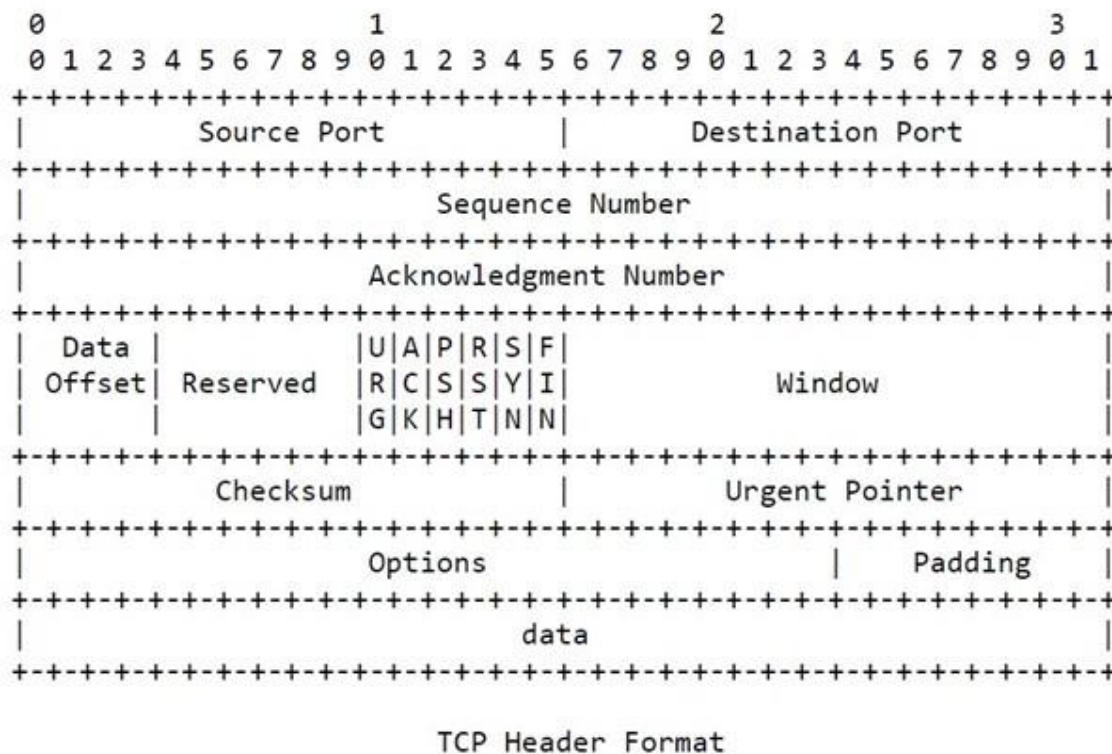 0                   1                   2                   3
 0 1 2 3 4 5 6 7 8 9 0 1 2 3 4 5 6 7 8 9 0 1 2 3 4 5 6 7 8 9 0 1
+-+-+-+-+-+-+-+-+-+-+-+-+-+-+-+-+-+-+-+-+-+-+-+-+-+-+-+-+-+-+-+-+
|          Source Port          |       Destination Port        |
+-+-+-+-+-+-+-+-+-+-+-+-+-+-+-+-+-+-+-+-+-+-+-+-+-+-+-+-+-+-+-+-+
|                        Sequence Number                        |
+-+-+-+-+-+-+-+-+-+-+-+-+-+-+-+-+-+-+-+-+-+-+-+-+-+-+-+-+-+-+-+-+
|                    Acknowledgment Number                      |
+-+-+-+-+-+-+-+-+-+-+-+-+-+-+-+-+-+-+-+-+-+-+-+-+-+-+-+-+-+-+-+-+
|  Data |           |U|A|P|R|S|F|                               |
| Offset| Reserved  |R|C|S|S|Y|I|            Window             |
|       |           |G|K|H|T|N|N|                               |
+-+-+-+-+-+-+-+-+-+-+-+-+-+-+-+-+-+-+-+-+-+-+-+-+-+-+-+-+-+-+-+-+
|           Checksum            |         Urgent Pointer        |
+-+-+-+-+-+-+-+-+-+-+-+-+-+-+-+-+-+-+-+-+-+-+-+-+-+-+-+-+-+-+-+-+
|                    Options                    |    Padding    |
+-+-+-+-+-+-+-+-+-+-+-+-+-+-+-+-+-+-+-+-+-+-+-+-+-+-+-+-+-+-+-+-+
|                             data                              |
+-+-+-+-+-+-+-+-+-+-+-+-+-+-+-+-+-+-+-+-+-+-+-+-+-+-+-+-+-+-+-+-+
                        TCP Header Format